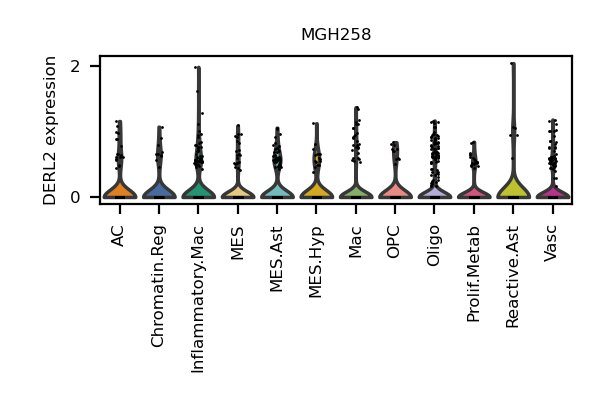 MGH258
DERL2 expression
2
0
AC
Chromatin.Reg
Inflammatory.Mac
MES
MES.Ast
MES.Hyp
Mac
OPC
Oligo
Prolif.Metab
Reactive.Ast
Vasc